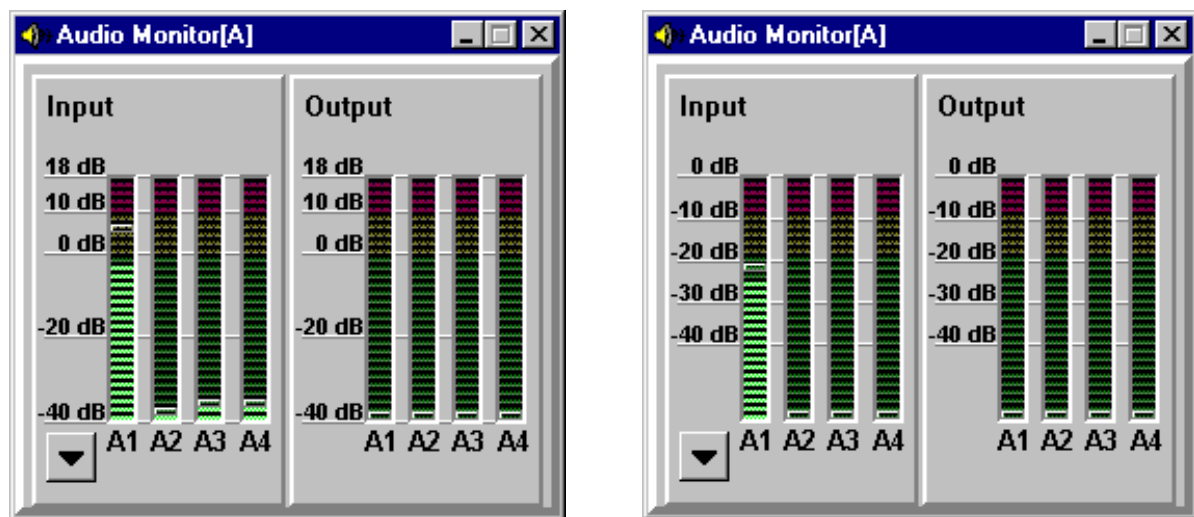 Audio Monitor[A]
Input
Output
18 dB
18 dB
10 dB
10 dB
0 dB
0 dB
-20 dB
-20 dB
-40 dB
-40 dB
A1 A2 A3 A4
A1 A2 A3 A4
Audio Monitor[A]
Input
Output
0 dB
0 dB
-10 dB
-10 dB
-20 dB
-20 dB
-30 dB
-30 dB
-40 dB
-40 dB
A1 A2 A3 A4
A1 A2 A3 A4